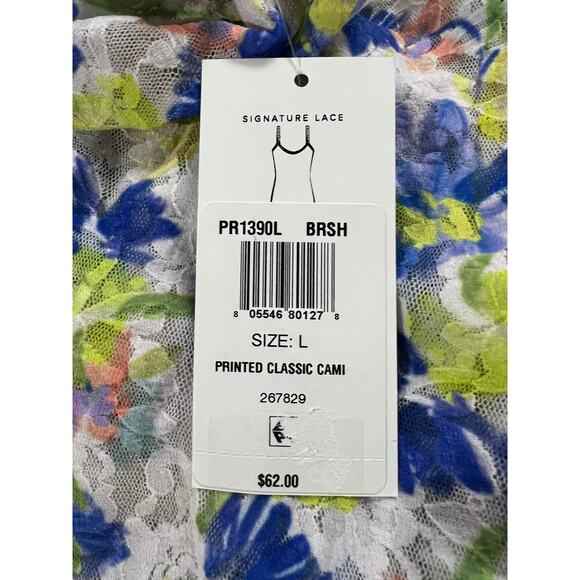 SIGNATURE LACE
PR1390L BRSH
8 05546 80127 8
SIZE: L
PRINTED CLASSIC CAMI
267829
$62.00